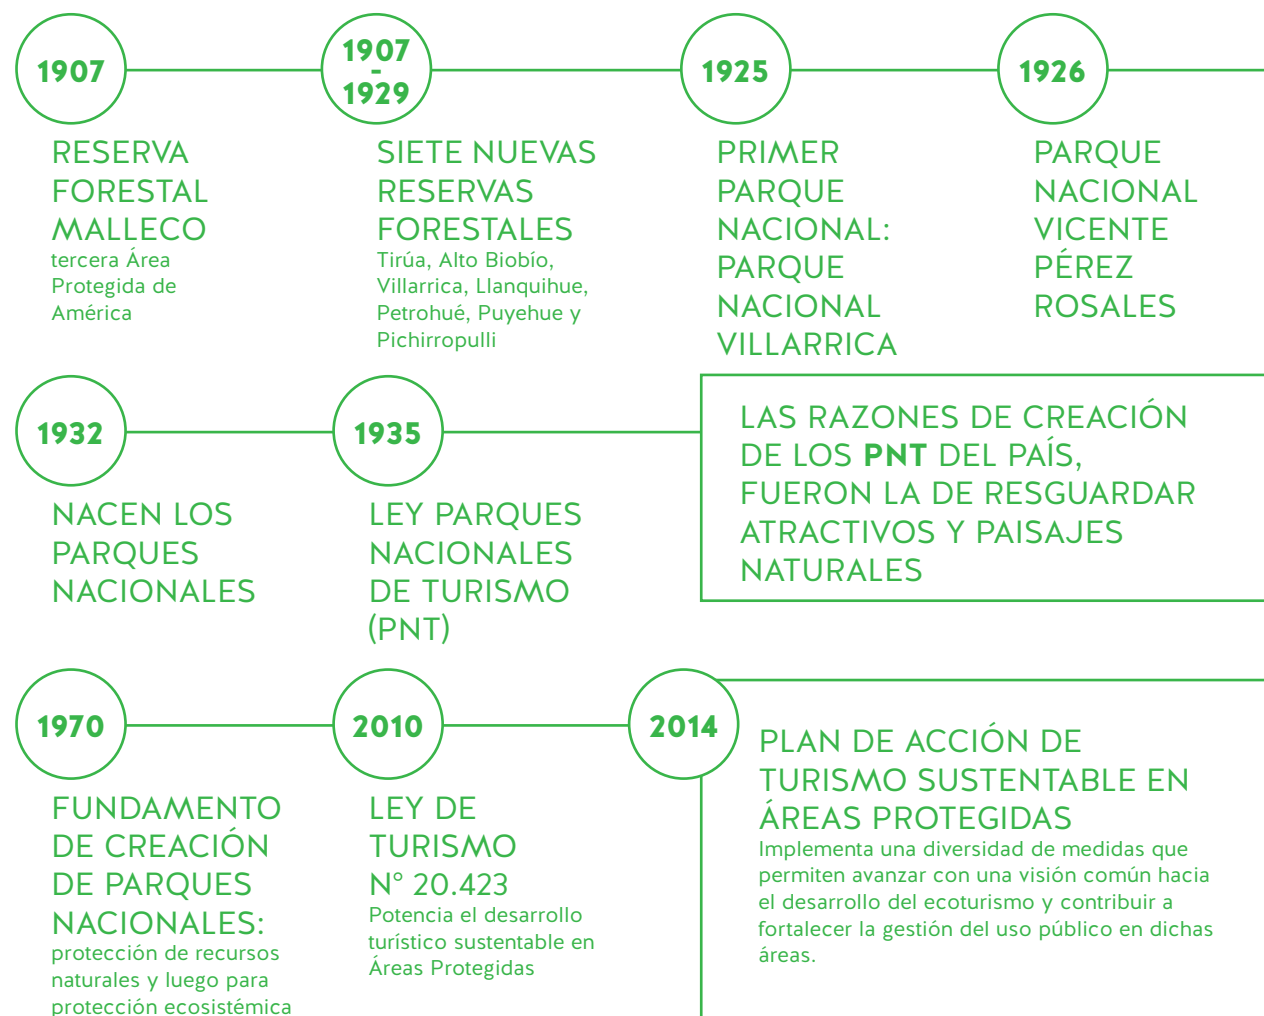 1907
RESERVA
FORESTAL
MALLECO
tercera Área
Protegida de
América
1907
-
1929
SIETE NUEVAS
RESERVAS
FORESTALES
Tirúa, Alto Biobío,
Villarrica, Llanquihue,
Petrohué, Puyehue y
Pichirropulli
1925
PRIMER
PARQUE
NACIONAL:
PARQUE
NACIONAL
VILLARRICA
1926
PARQUE
NACIONAL
VICENTE
PÉREZ
ROSALES
1932
NACEN LOS
PARQUES
NACIONALES
1935
LEY PARQUES
NACIONALES
DE TURISMO
(PNT)
LAS RAZONES DE CREACIÓN
DE LOS PNT DEL PAÍS,
FUERON LA DE RESGUARDAR
ATRACTIVOS Y PAISAJES
NATURALES
1970
FUNDAMENTO
DE CREACIÓN
DE PARQUES
NACIONALES:
protección de recursos
naturales y luego para
protección ecosistémica
2010
LEY DE
TURISMO
N° 20.423
Potencia el desarrollo
turístico sustentable en
Áreas Protegidas
2014
PLAN DE ACCIÓN DE
TURISMO SUSTENTABLE EN
ÁREAS PROTEGIDAS
Implementa una diversidad de medidas que
permiten avanzar con una visión común hacia
el desarrollo del ecoturismo y contribuir a
fortalecer la gestión del uso público en dichas
áreas.